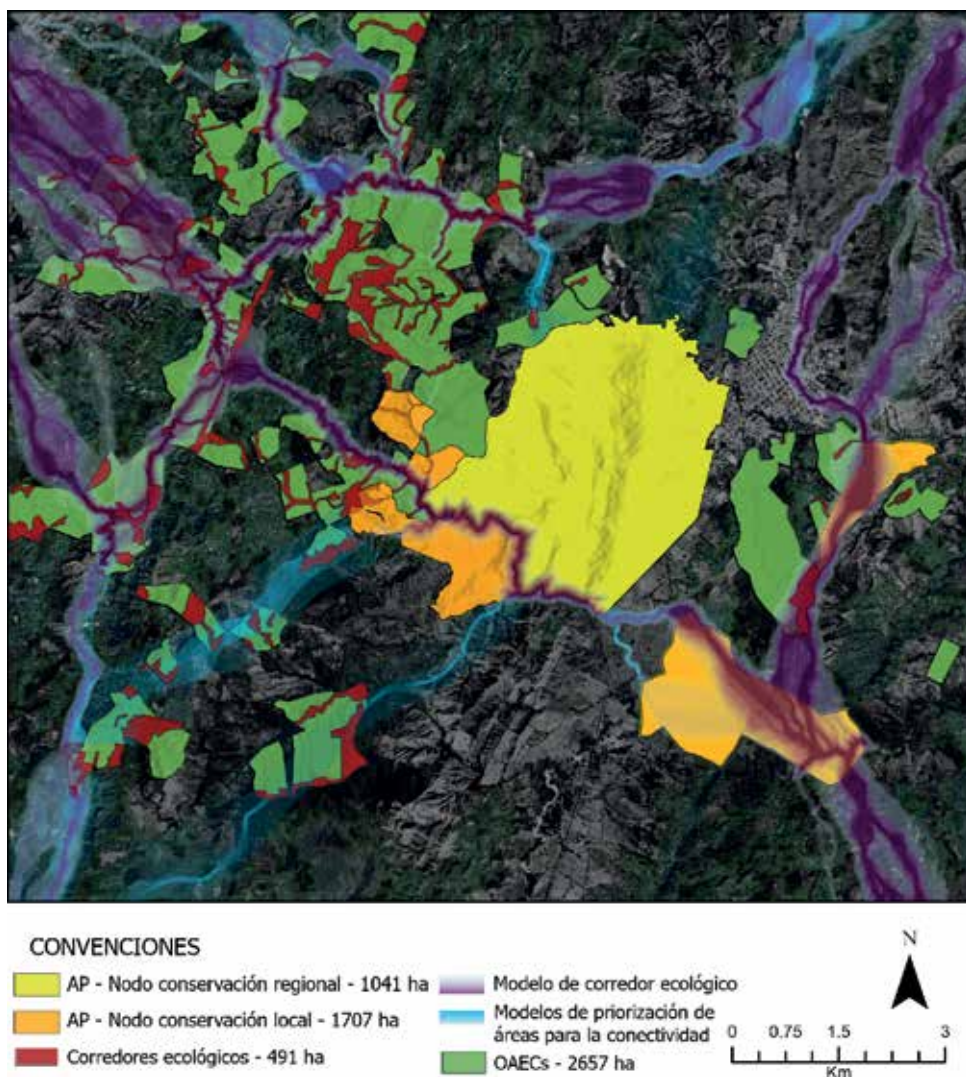 CONVENCIONES
AP - Nodo conservación regional - 1041 ha
AP - Nodo conservación local - 1707 ha
Corredores ecológicos - 491 ha
Modelo de corredor ecológico
Modelos de priorización de
áreas para la conectividad
OAECs - 2657 ha
N
0 0.75 1.5 3
Km